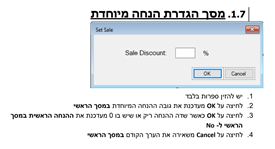 1.7. מסך הגדרת הנחה מיוחדת
Set Sale
Sale Discount: %
OK Cancel
1. יש להזין ספרות בלבד
2. לחיצה על OK מעדכנת את גובה ההנחה המיוחדת במסך הראשי
3. לחיצה על OK כאשר שדה ההנחה ריק או שיש בו 0 מעדכנת את ההנחה הראשית במסך
הראשי ל- No
4. לחיצה על Cancel משאירה את הערך הקודם במסך הראשי